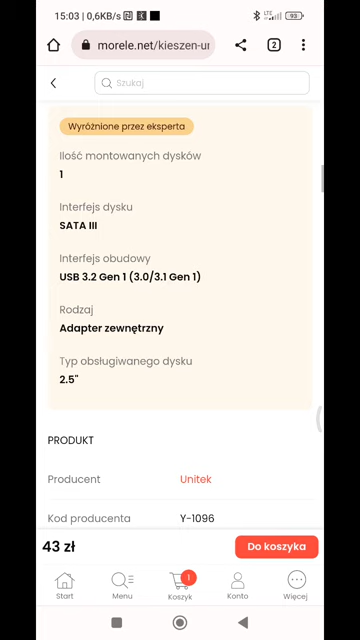 15:03 | 0,6KB/s
LTE
93
morele.net/kieszen-ur
2
Szukaj
Wyróżnione przez eksperta
Ilość montowanych dysków
1
Interfejs dysku
SATA III
Interfejs obudowy
USB 3.2 Gen 1 (3.0/3.1 Gen 1)
Rodzaj
Adapter zewnętrzny
Typ obsługiwanego dysku
2.5"
PRODUKT
Producent Unitek
Kod producenta Y-1096
43 zł Do koszyka
1
Start Menu Koszyk Konto Więcej